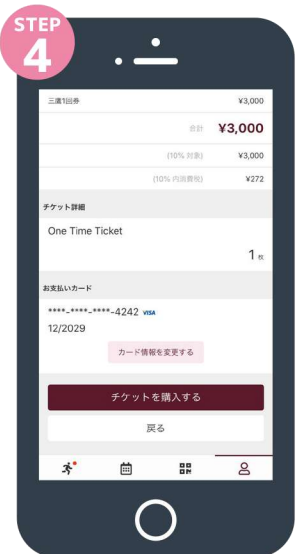 STEP
4
三鷹1回券 ¥3,000
合計 ¥3,000
(10% 対象) ¥3,000
(10% 内消費税) ¥272
チケット詳細
One Time Ticket
1 枚
お支払いカード
****-****-****-4242 VISA
12/2029
カード情報を変更する
チケットを購入する
戻る